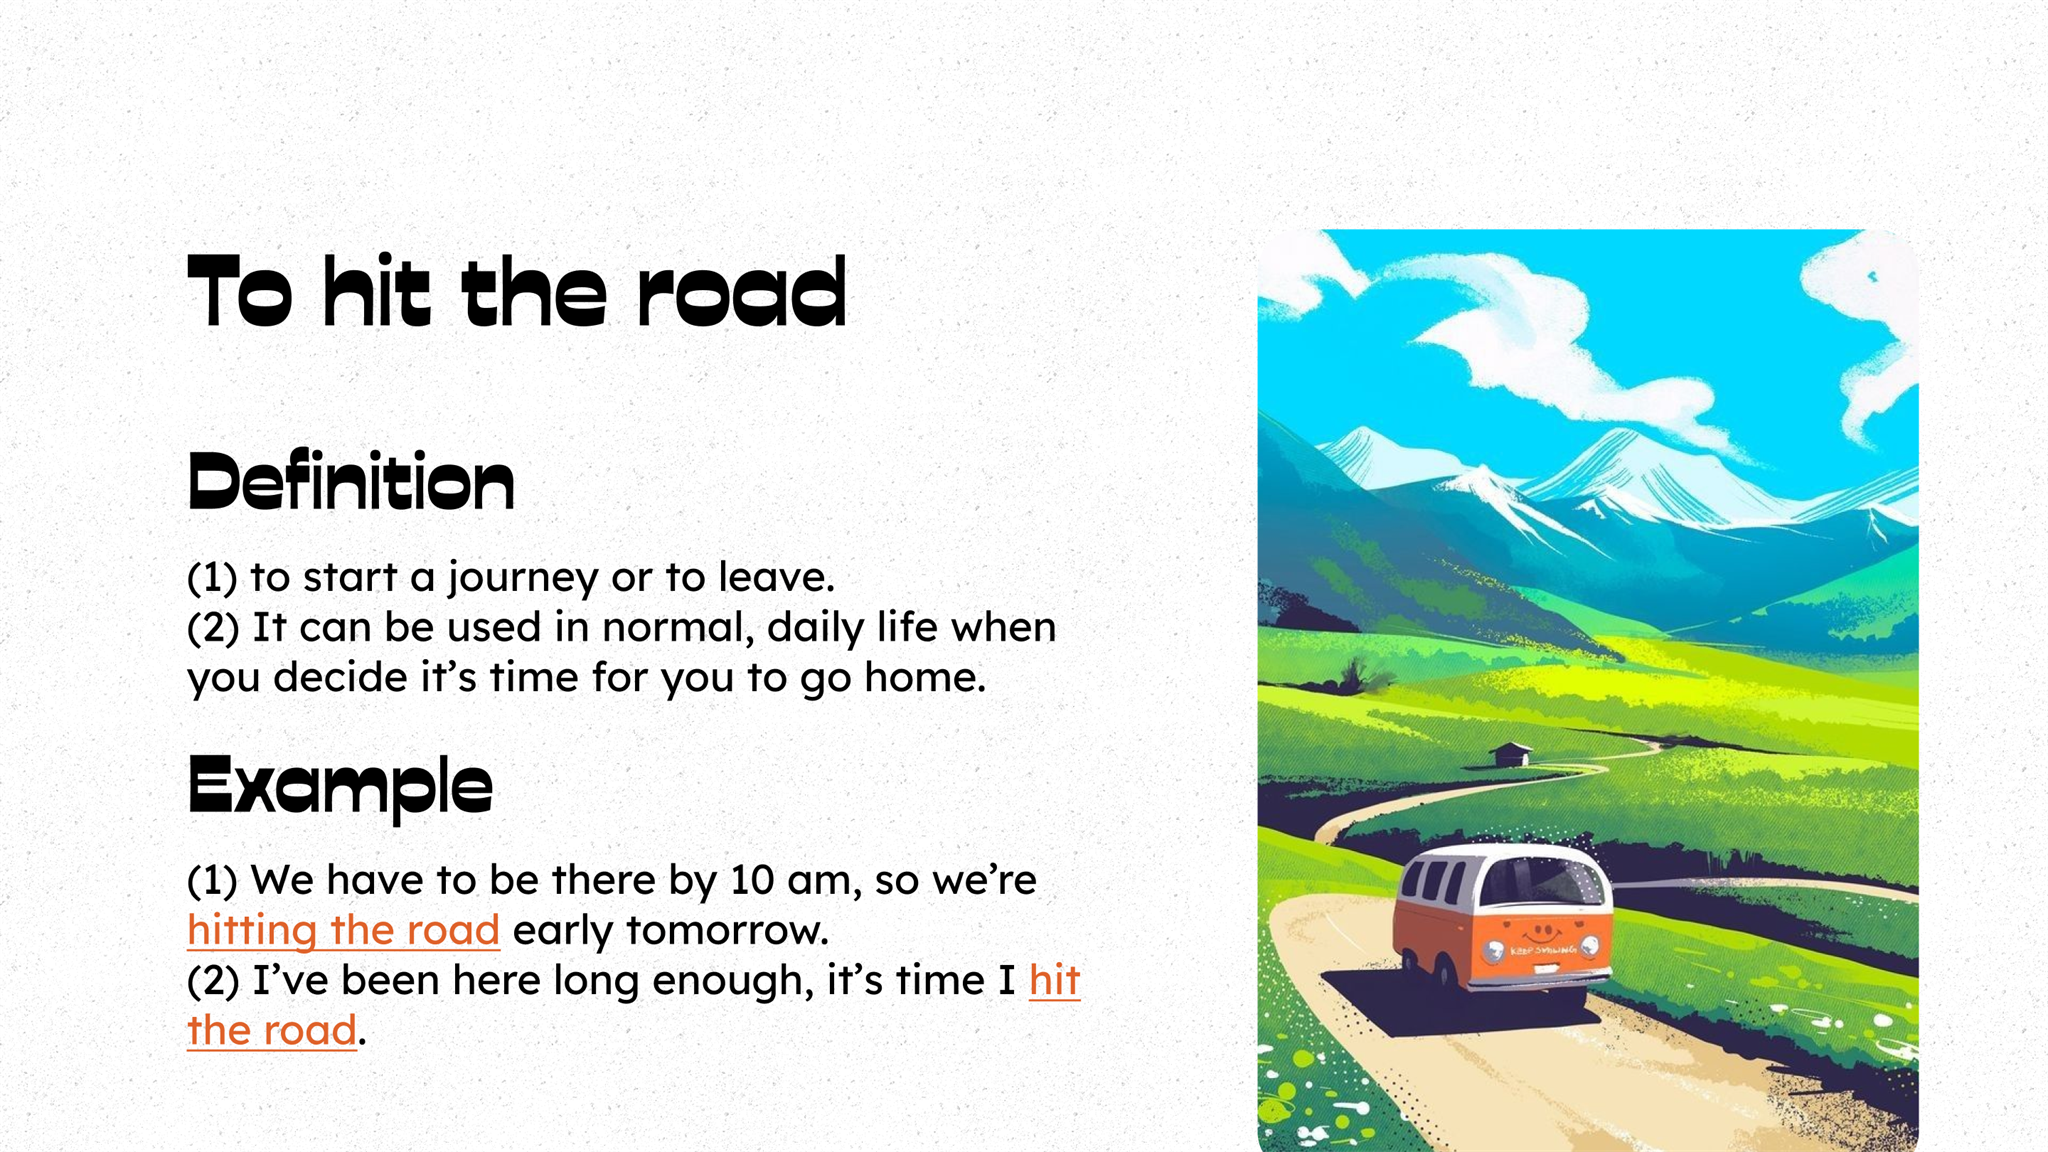 To hit the road
Definition
(1) to start a journey or to leave.
(2) It can be used in normal, daily life when
you decide it’s time for you to go home.
Example
(1) We have to be there by 10 am, so we’re
hitting the road early tomorrow.
(2) I’ve been here long enough, it’s time I hit
the road.
KEEP SMILING